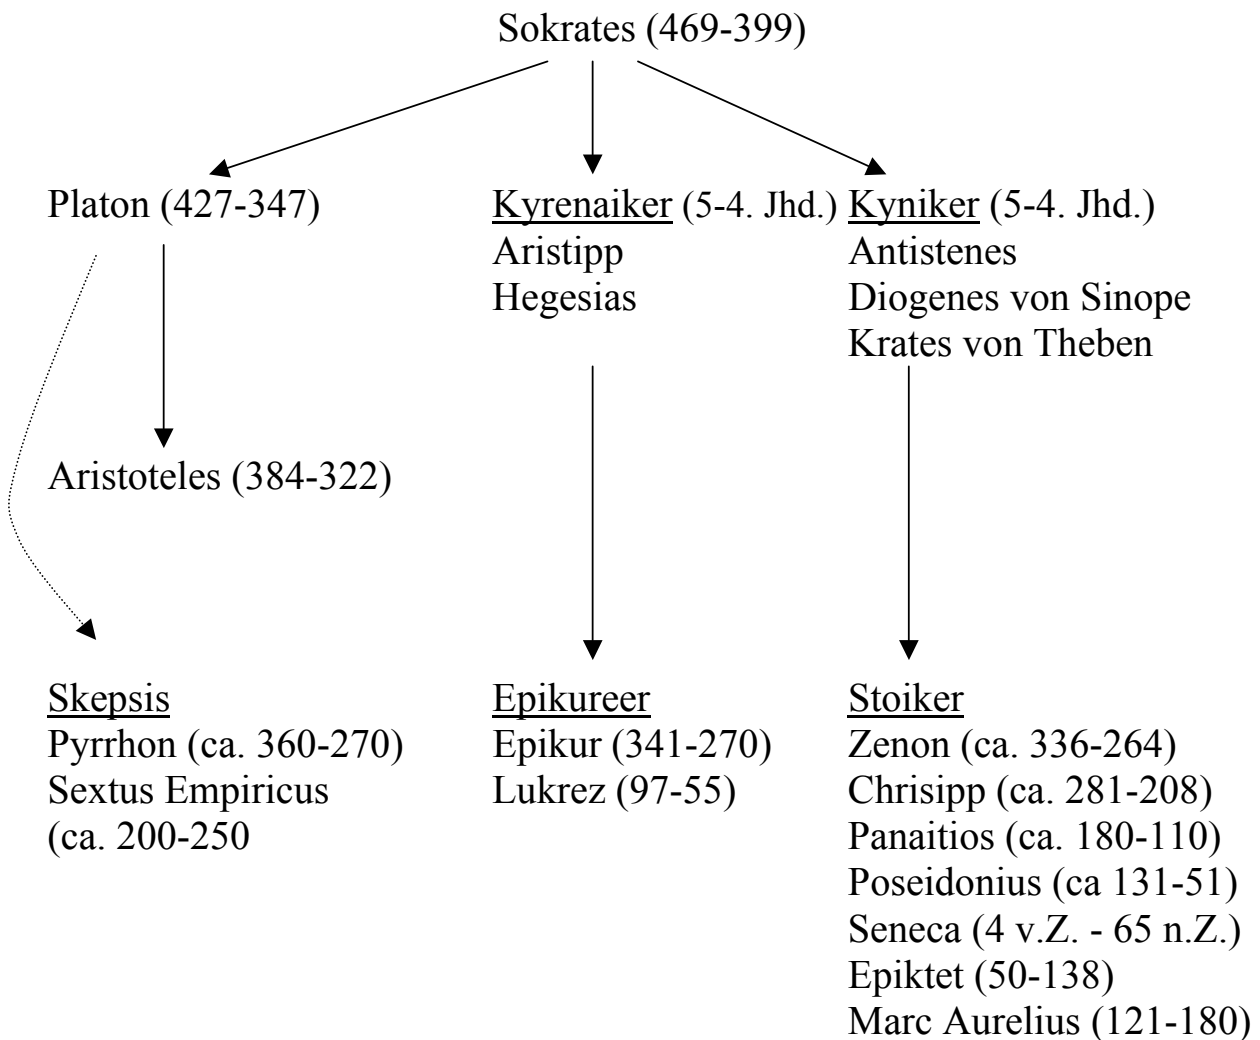 Sokrates (469-399)
Platon (427-347)
Kyrenaiker (5-4. Jhd.)
Aristipp
Hegesias
Kyniker (5-4. Jhd.)
Antistenes
Diogenes von Sinope
Krates von Theben
Aristoteles (384-322)
Skepsis
Pyrrhon (ca. 360-270)
Sextus Empiricus
(ca. 200-250
Epikureer
Epikur (341-270)
Lukrez (97-55)
Stoiker
Zenon (ca. 336-264)
Chrisipp (ca. 281-208)
Panaitios (ca. 180-110)
Poseidonius (ca 131-51)
Seneca (4 v.Z. - 65 n.Z.)
Epiktet (50-138)
Marc Aurelius (121-180)